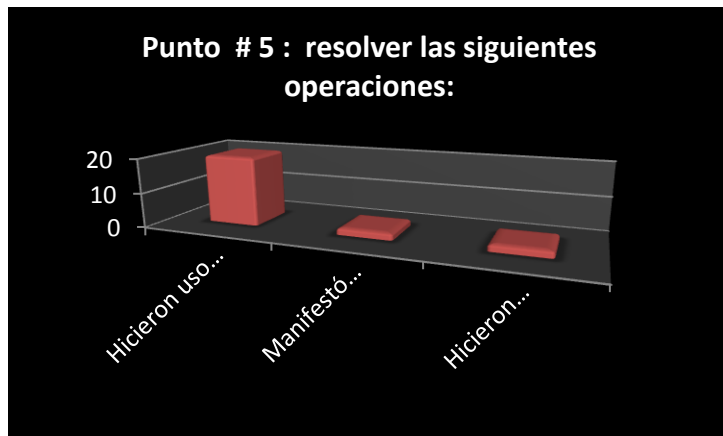 Punto # 5 : resolver las siguientes
operaciones:
20
10
0
Hicieron uso...
Manifestó...
Hicieron...